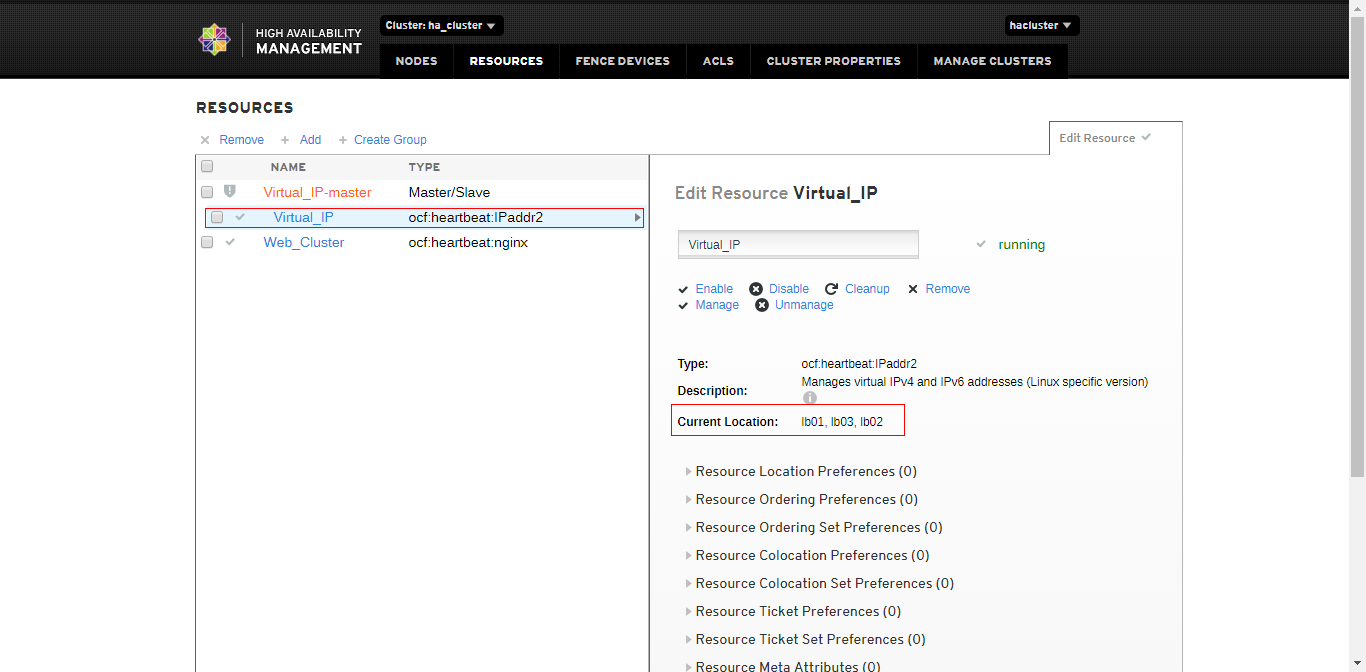 HIGH AVAILABILITY
MANAGEMENT
Cluster: ha_cluster
hacluster
NODES RESOURCES FENCE DEVICES ACLS CLUSTER PROPERTIES MANAGE CLUSTERS
RESOURCES
Remove Add Create Group
Edit Resource
NAME TYPE
Virtual_IP-master Master/Slave
Virtual_IP ocf:heartbeat:IPaddr2
Web_Cluster ocf:heartbeat:nginx
Edit Resource Virtual_IP
Virtual_IP running
Enable Disable Cleanup Remove
Manage Unmanage
Type: ocf:heartbeat:IPaddr2
Description: Manages virtual IPv4 and IPv6 addresses (Linux specific version)
Current Location: lb01, lb03, lb02
Resource Location Preferences (0)
Resource Ordering Preferences (0)
Resource Ordering Set Preferences (0)
Resource Colocation Preferences (0)
Resource Colocation Set Preferences (0)
Resource Ticket Preferences (0)
Resource Ticket Set Preferences (0)
Resource Meta Attributes (0)